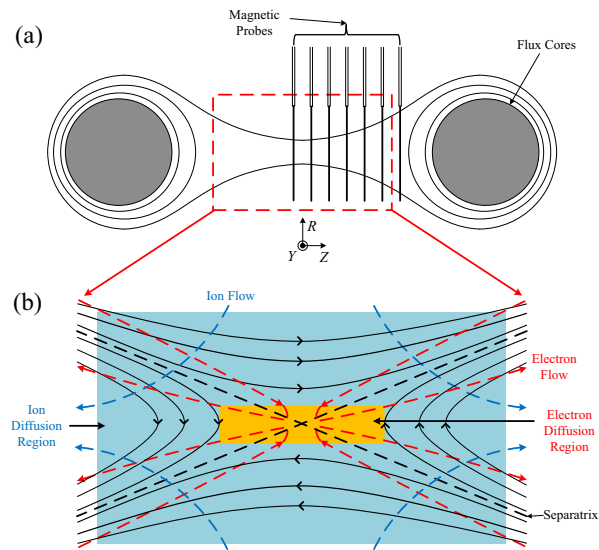 Magnetic
Probes
(a)
Flux Cores
R
Y
Z
(b)
Ion Flow
Electron
Flow
Ion
Diffusion
Region
Electron
Diffusion
Region
Separatrix